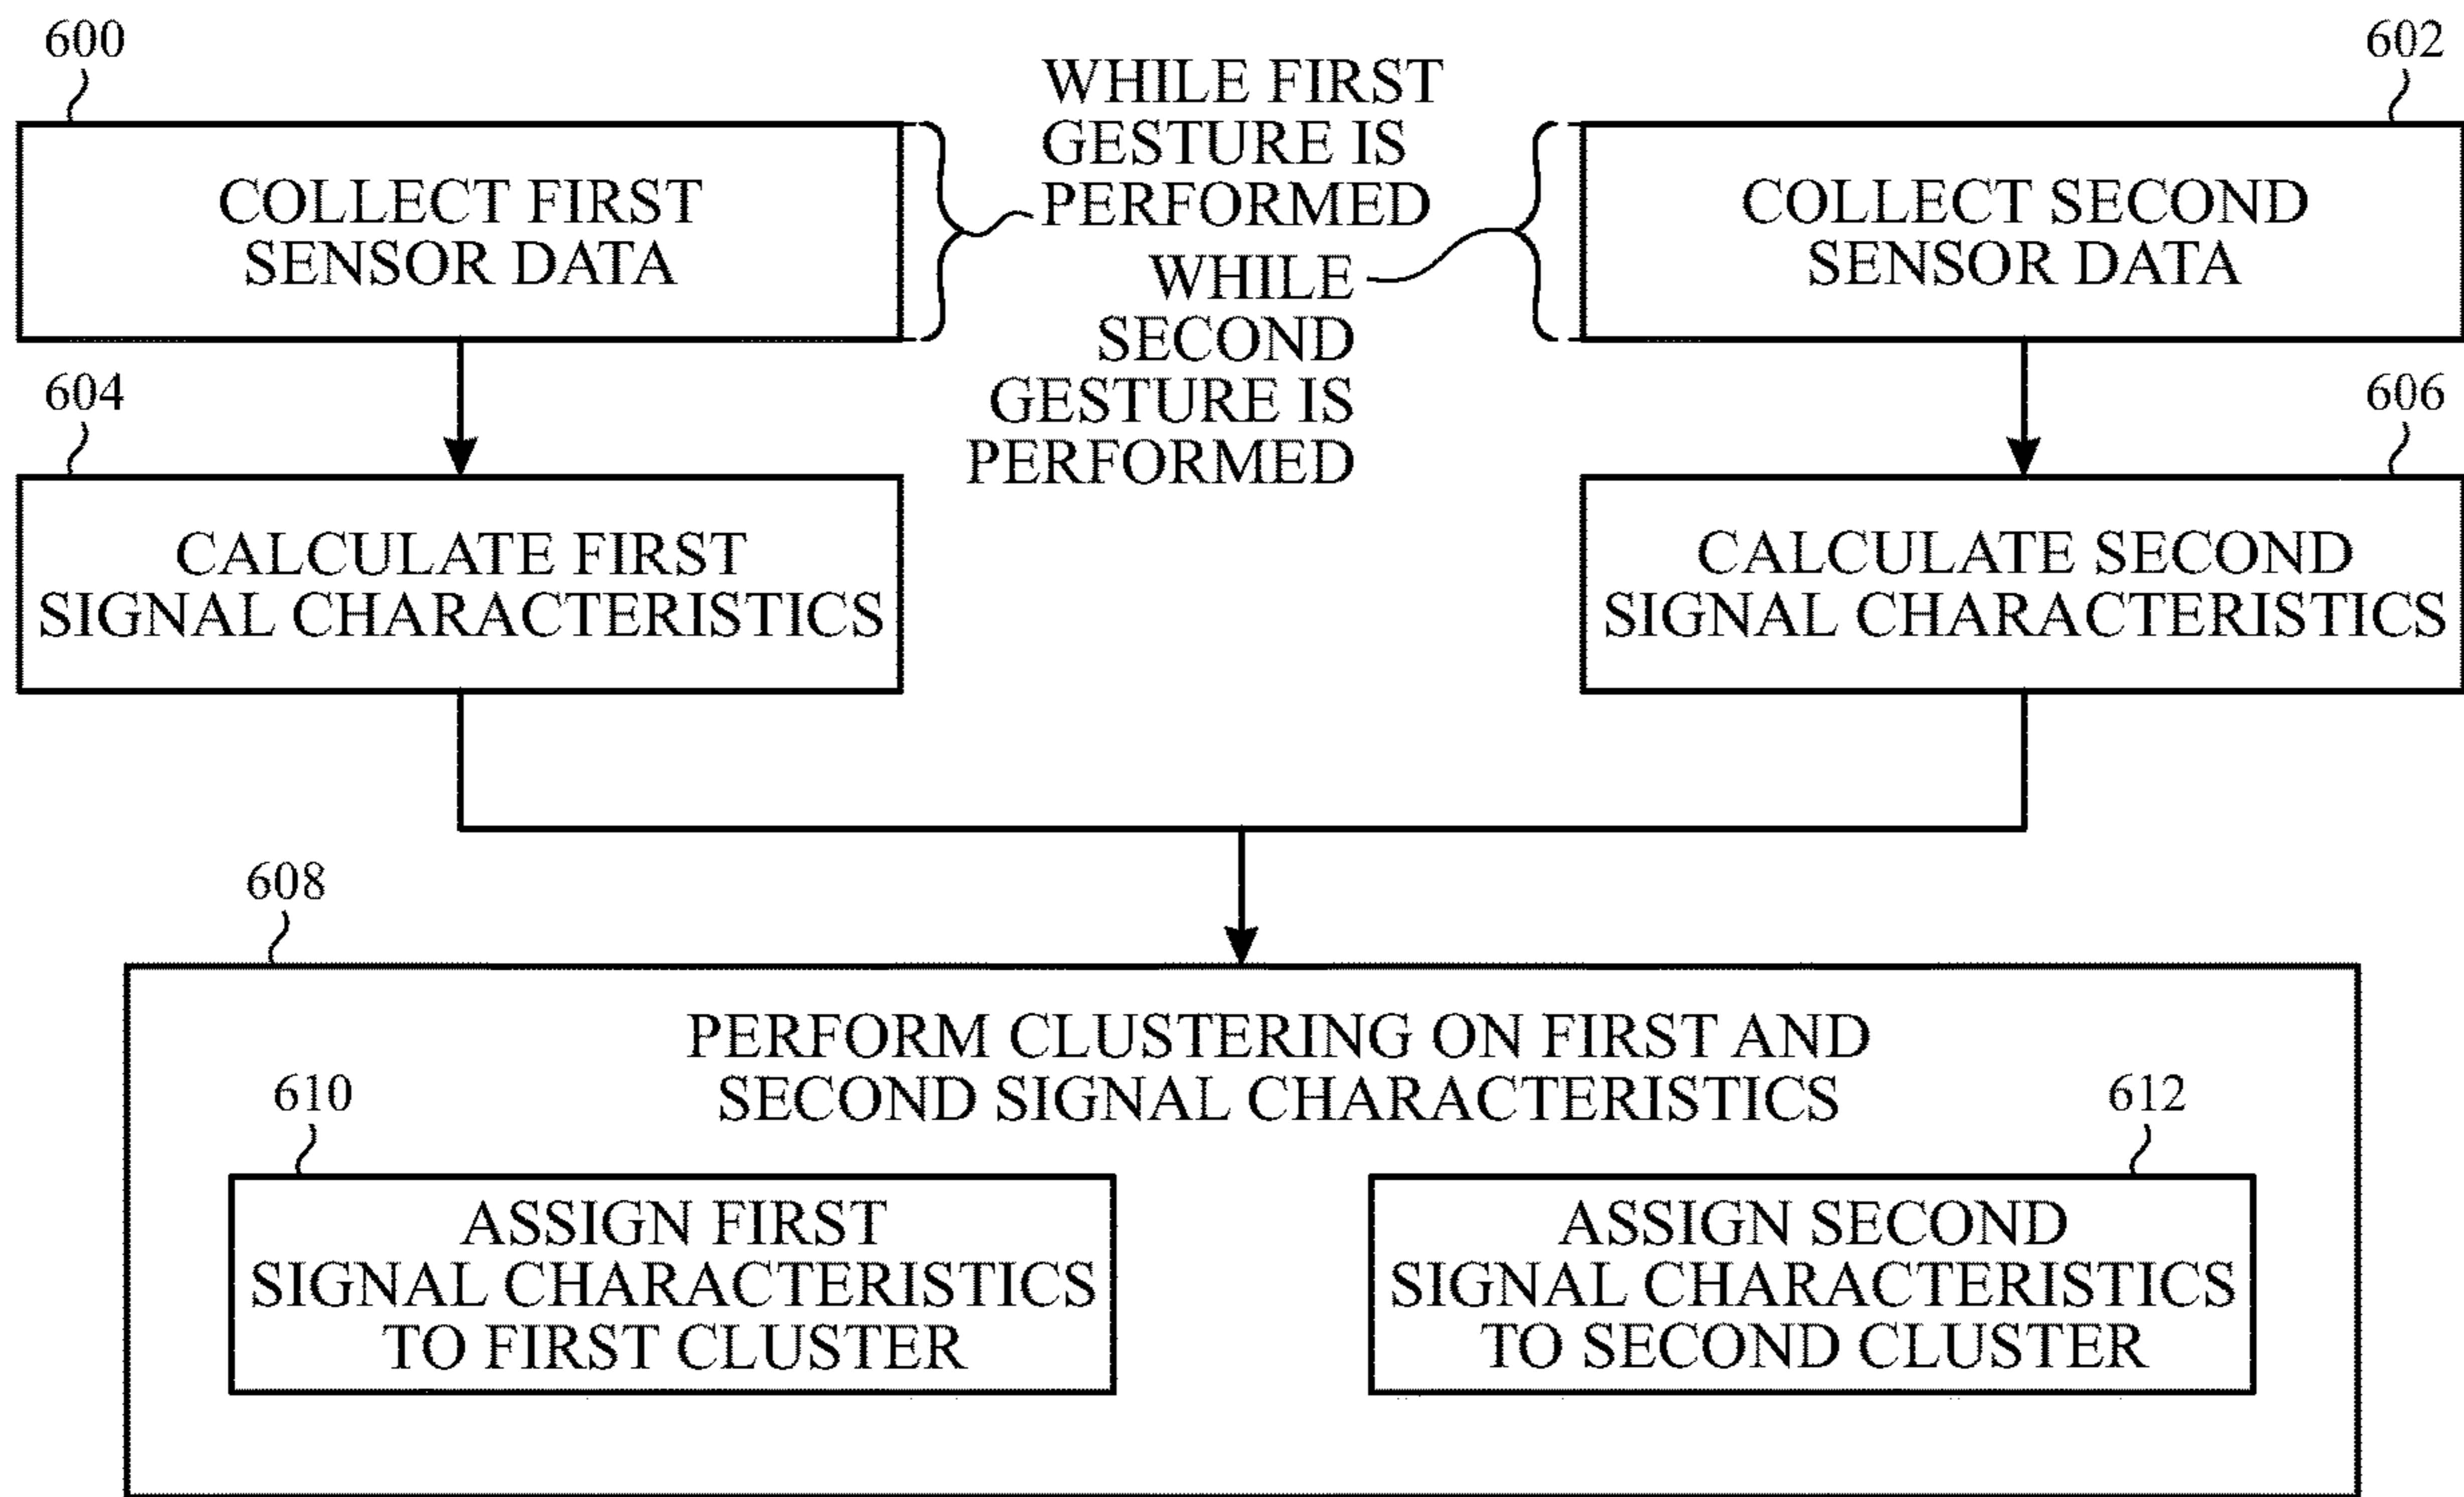 600
COLLECT FIRST
SENSOR DATA
WHILE FIRST
GESTURE IS
PERFORMED
WHILE
SECOND
GESTURE IS
PERFORMED
602
COLLECT SECOND
SENSOR DATA
604
CALCULATE FIRST
SIGNAL CHARACTERISTICS
606
CALCULATE SECOND
SIGNAL CHARACTERISTICS
608
PERFORM CLUSTERING ON FIRST AND
SECOND SIGNAL CHARACTERISTICS
610
ASSIGN FIRST
SIGNAL CHARACTERISTICS
TO FIRST CLUSTER
612
ASSIGN SECOND
SIGNAL CHARACTERISTICS
TO SECOND CLUSTER